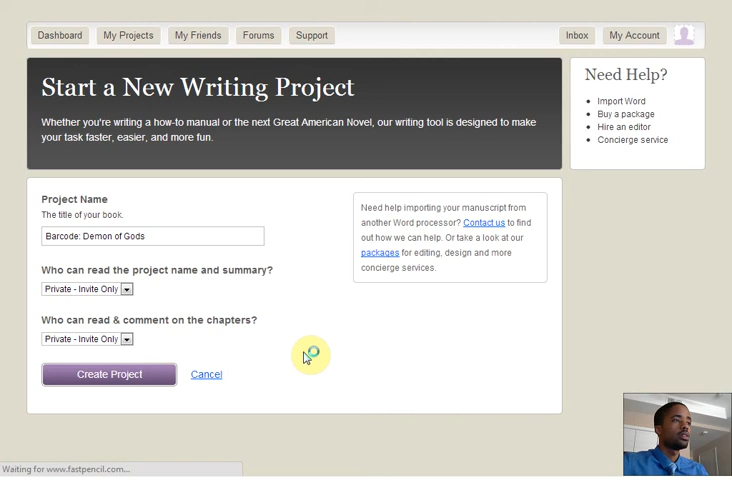 Dashboard My Projects My Friends Forums Support Inbox My Account
Start a New Writing Project
Whether you're writing a how-to manual or the next Great American Novel, our writing tool is designed to make
your task faster, easier, and more fun.
Need Help?
Import Word
Buy a package
Hire an editor
Concierge service
Project Name
The title of your book.
Barcode: Demon of Gods
Who can read the project name and summary?
Private - Invite Only
Who can read & comment on the chapters?
Private - Invite Only
Create Project Cancel
Need help importing your manuscript from
another Word processor? Contact us to find
out how we can help. Or take a look at our
packages for editing, design and more
concierge services.
Waiting for www.fastpencil.com...